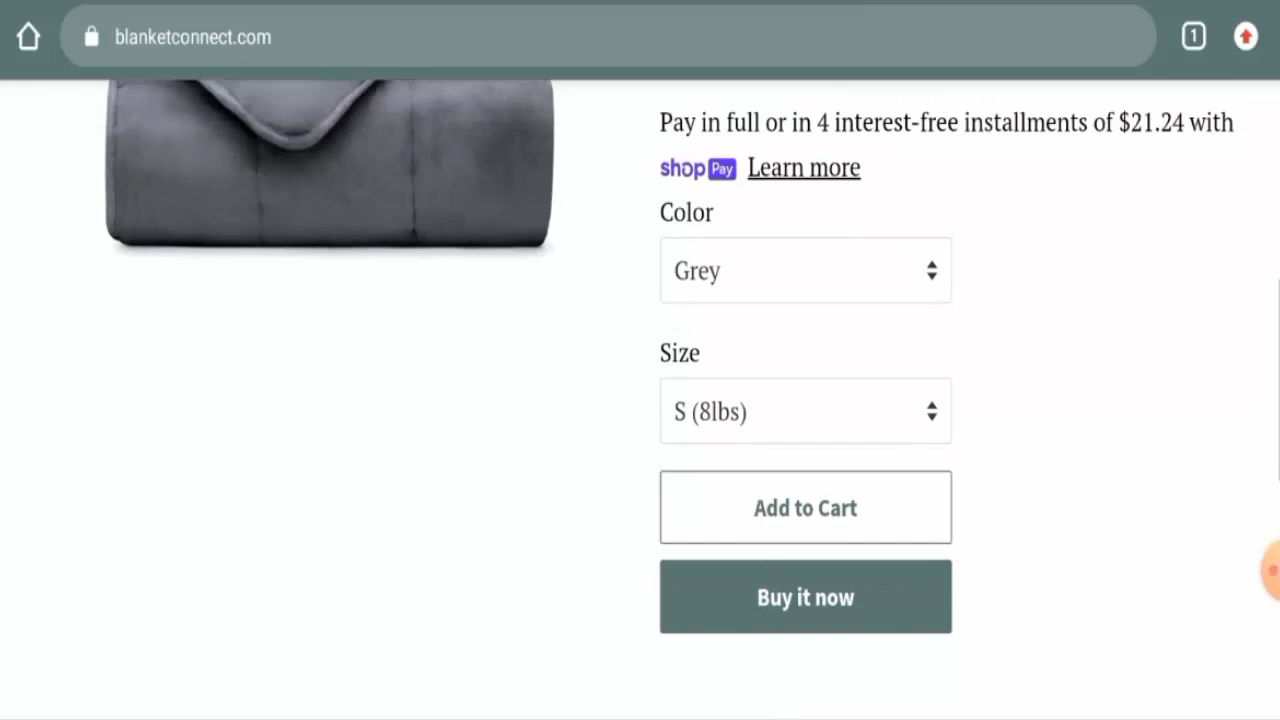 blanketconnect.com
1
Pay in full or in 4 interest-free installments of $21.24 with
shop Pay Learn more
Color
Grey
Size
S (8lbs)
Add to Cart
Buy it now